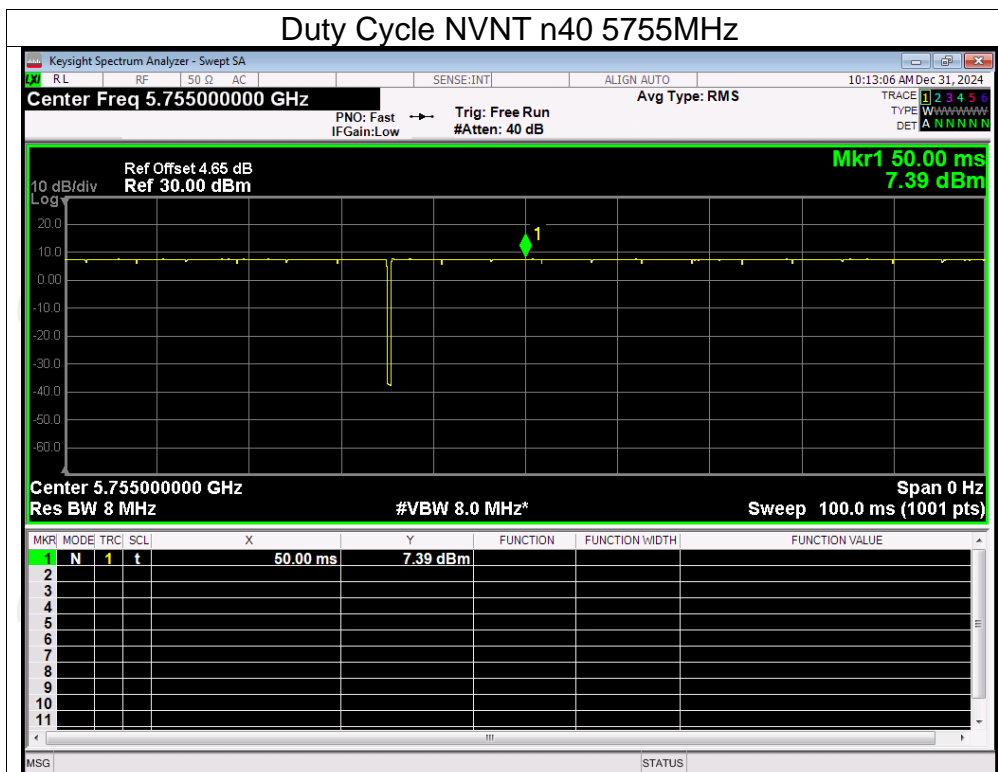 Duty Cycle NVNT n40 5755MHz
Keysight Spectrum Analyzer - Swept SA
LXI RL RF 50 Ω AC SENSE:INT ALIGN AUTO 10:13:06 AM Dec 31, 2024
Center Freq 5.755000000 GHz Avg Type: RMS TRACE 1 2 3 4 5 6
PNO: Fast Trig: Free Run TYPE WWWWWW
IFGain:Low #Atten: 40 dB DET A N N N N N
Mkr1 50.00 ms
Ref Offset 4.65 dB
10 dB/div Ref 30.00 dBm 7.39 dBm
Log
20.0
1
10.0
0.00
-10.0
-20.0
-30.0
-40.0
-50.0
-60.0
Center 5.755000000 GHz Span 0 Hz
Res BW 8 MHz #VBW 8.0 MHz* Sweep 100.0 ms (1001 pts)
MKR MODE TRC SCL X Y FUNCTION FUNCTION WIDTH FUNCTION VALUE
1 N 1 t 50.00 ms 7.39 dBm
2
3
4
5
6
7
8
9
10
11
MSG STATUS